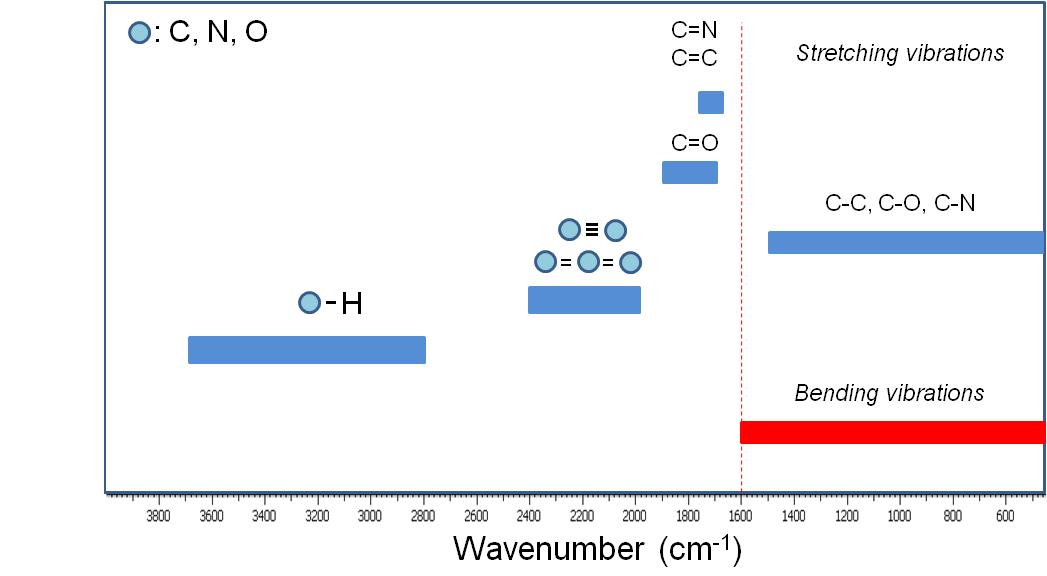 : C, N, O
C=N
C=C
Stretching vibrations
C=O
C-C, C-O, C-N
≡
= =
-H
Bending vibrations
3800 3600 3400 3200 3000 2800 2600 2400 2200 2000 1800 1600 1400 1200 1000 800 600
Wavenumber (cm-1)